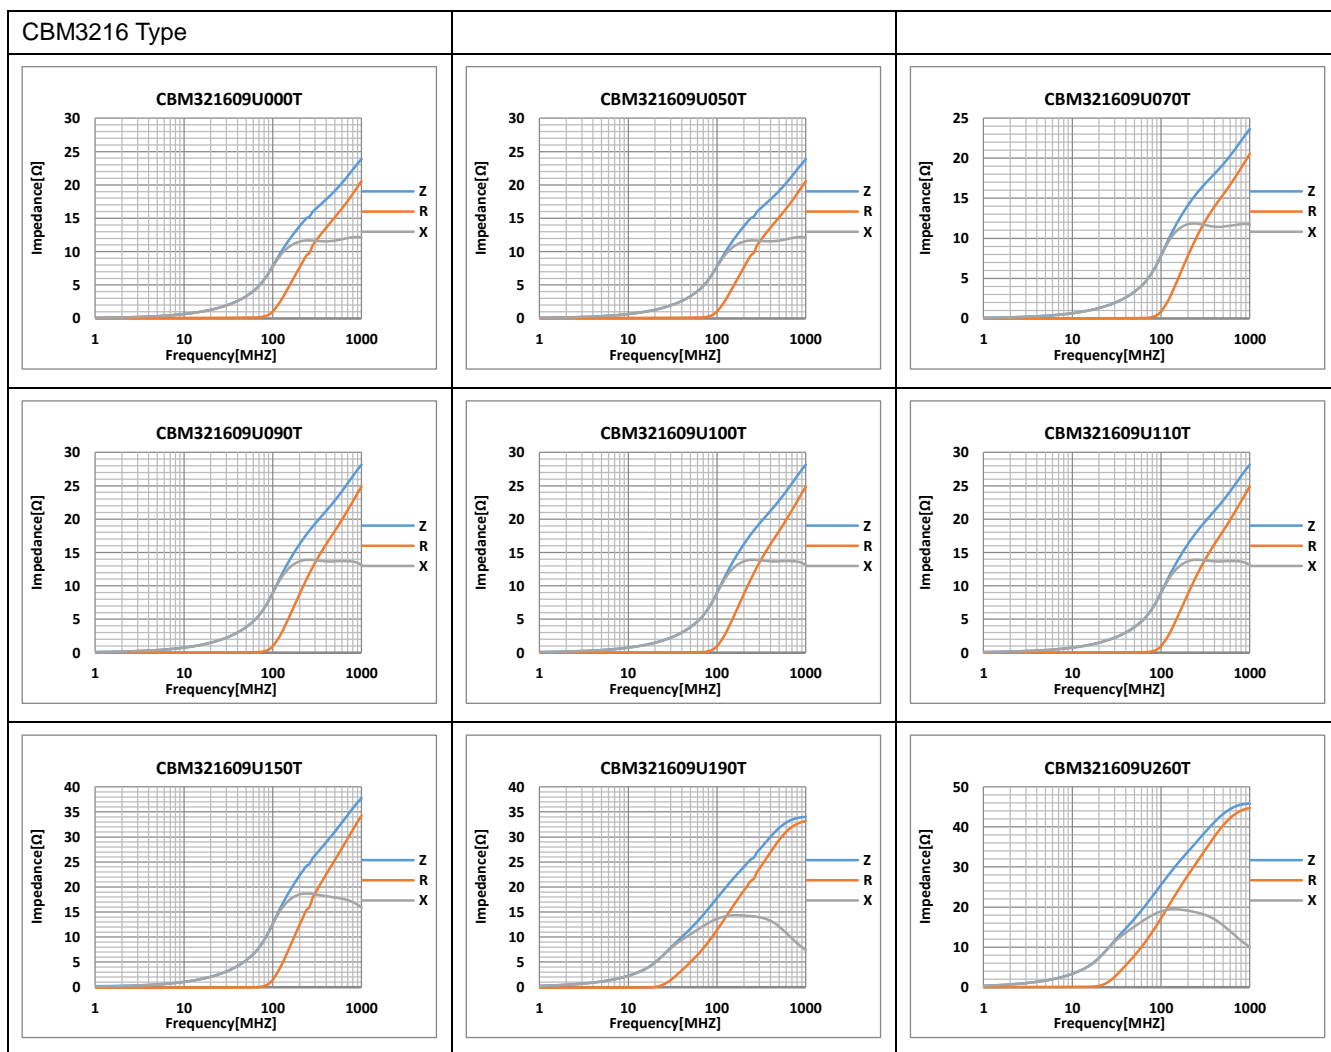 CBM3216 Type
CBM321609U000T
30
25
20
15
10
5
0
Impedance[Ω]
1 10 100 1000
Frequency[MHZ]
Z
R
X
CBM321609U050T
30
25
20
15
10
5
0
Impedance[Ω]
1 10 100 1000
Frequency[MHZ]
Z
R
X
CBM321609U070T
25
20
15
10
5
0
Impedance[Ω]
1 10 100 1000
Frequency[MHZ]
Z
R
X
CBM321609U090T
30
25
20
15
10
5
0
Impedance[Ω]
1 10 100 1000
Frequency[MHZ]
Z
R
X
CBM321609U100T
30
25
20
15
10
5
0
Impedance[Ω]
1 10 100 1000
Frequency[MHZ]
Z
R
X
CBM321609U110T
30
25
20
15
10
5
0
Impedance[Ω]
1 10 100 1000
Frequency[MHZ]
Z
R
X
CBM321609U150T
40
35
30
25
20
15
10
5
0
Impedance[Ω]
1 10 100 1000
Frequency[MHZ]
Z
R
X
CBM321609U190T
40
35
30
25
20
15
10
5
0
Impedance[Ω]
1 10 100 1000
Frequency[MHZ]
Z
R
X
CBM321609U260T
50
40
30
20
10
0
Impedance[Ω]
1 10 100 1000
Frequency[MHZ]
Z
R
X